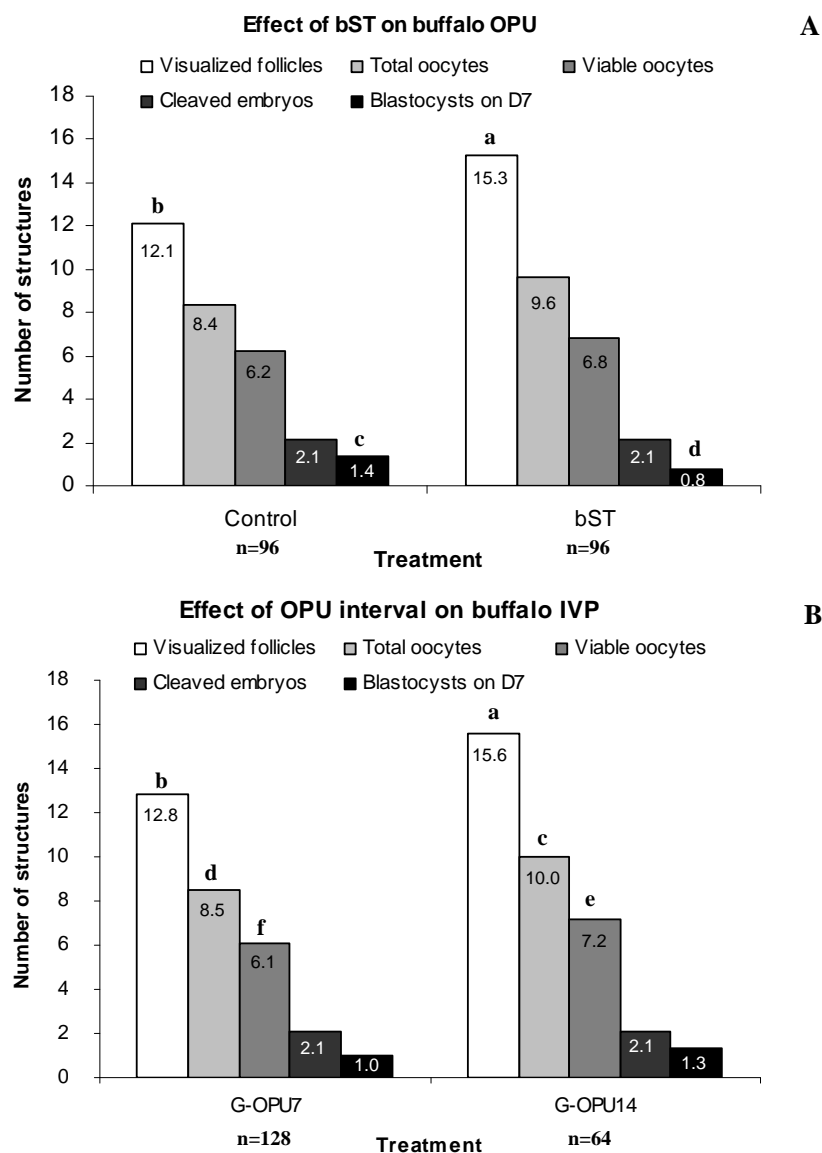 Effect of bST on buffalo OPU
A
Visualized follicles Total oocytes Viable oocytes
Cleaved embryos Blastocysts on D7
18
16
14
12
10
8
6
4
2
0
Number of structures
b
12.1
8.4
6.2
2.1
c
1.4
a
15.3
9.6
6.8
2.1
d
0.8
Control bST
n=96 n=96
Treatment
Effect of OPU interval on buffalo IVP
B
Visualized follicles Total oocytes Viable oocytes
Cleaved embryos Blastocysts on D7
18
16
14
12
10
8
6
4
2
0
Number of structures
b
12.8
d
8.5
f
6.1
2.1
1.0
a
15.6
c
10.0
e
7.2
2.1
1.3
G-OPU7 G-OPU14
n=128 n=64
Treatment